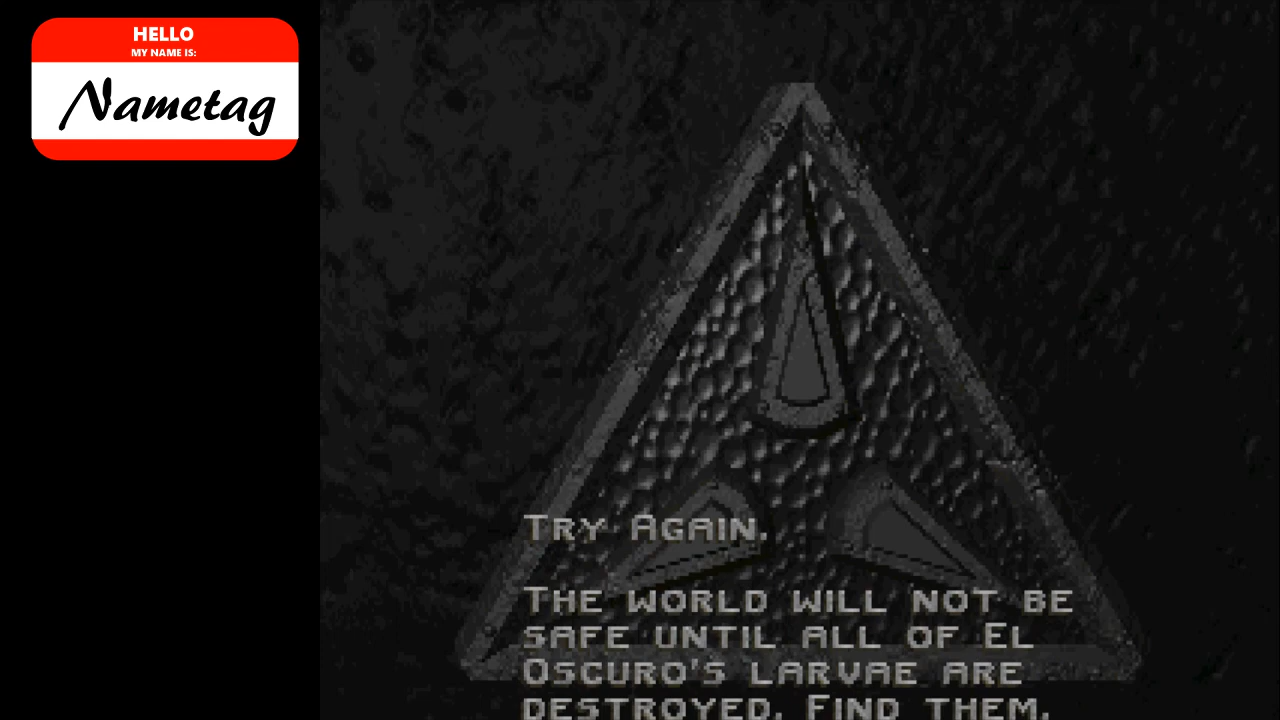 HELLO
MY NAME IS:
Nametag
Try Again.
The world will not be
safe until all of El
Oscuro's larvae are
destroyed. Find them.